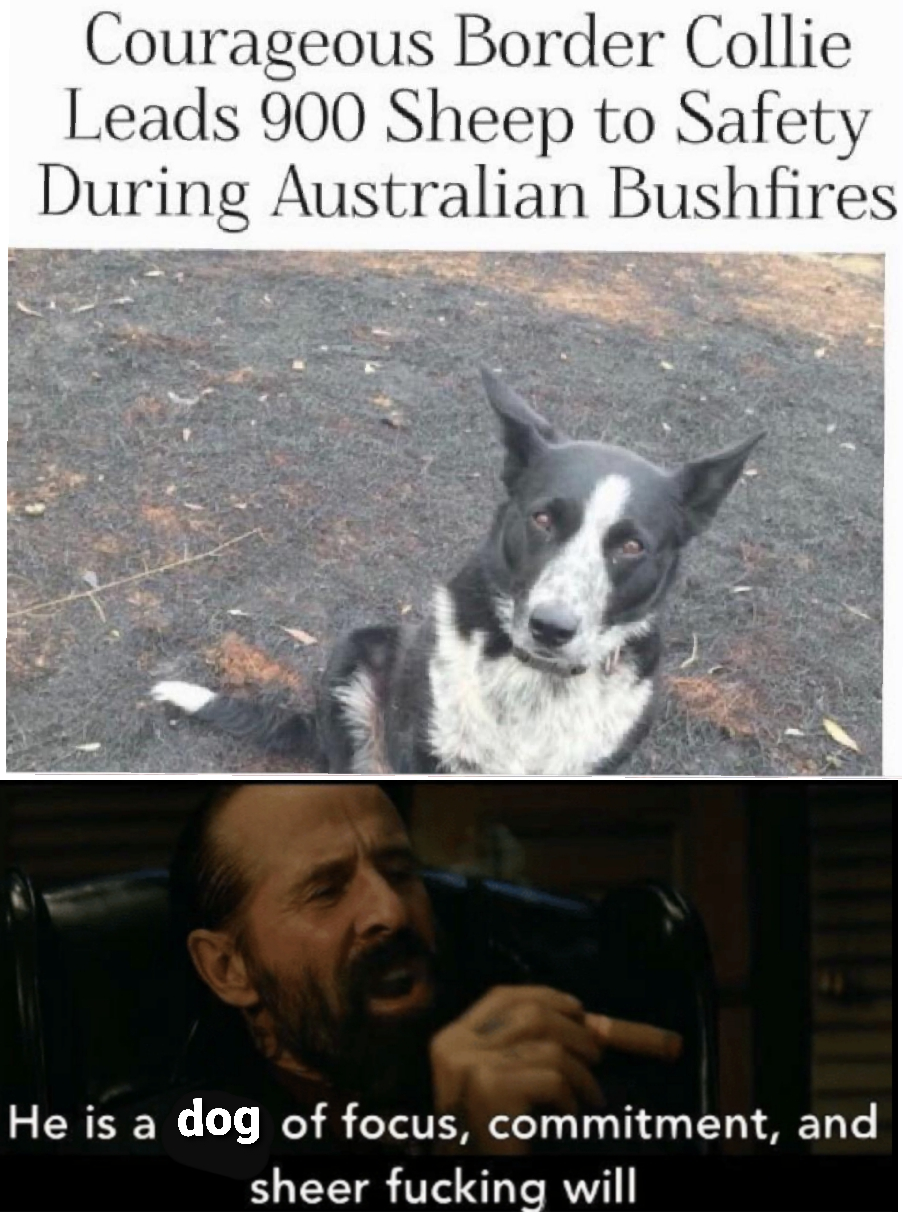 Courageous Border Collie
Leads 900 Sheep to Safety
During Australian Bushfires
He is a dog of focus, commitment, and
sheer fucking will